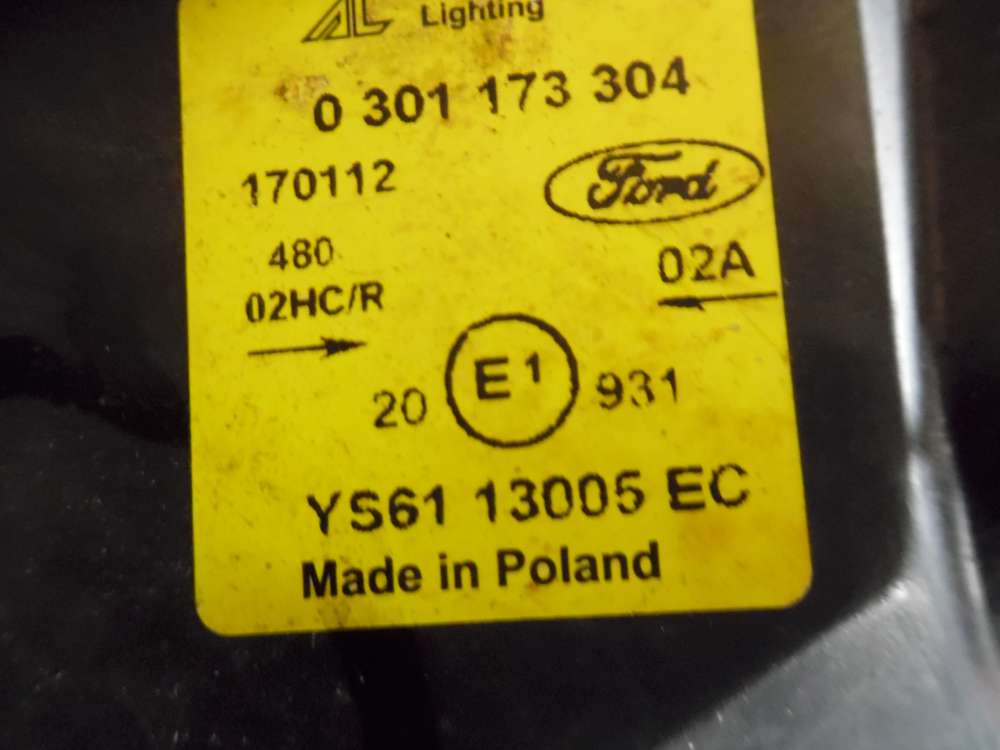 AL Lighting
0 301 173 304
170112 Ford
480 02A
02HC/R
20 E1 931
YS61 13005 EC
Made in Poland